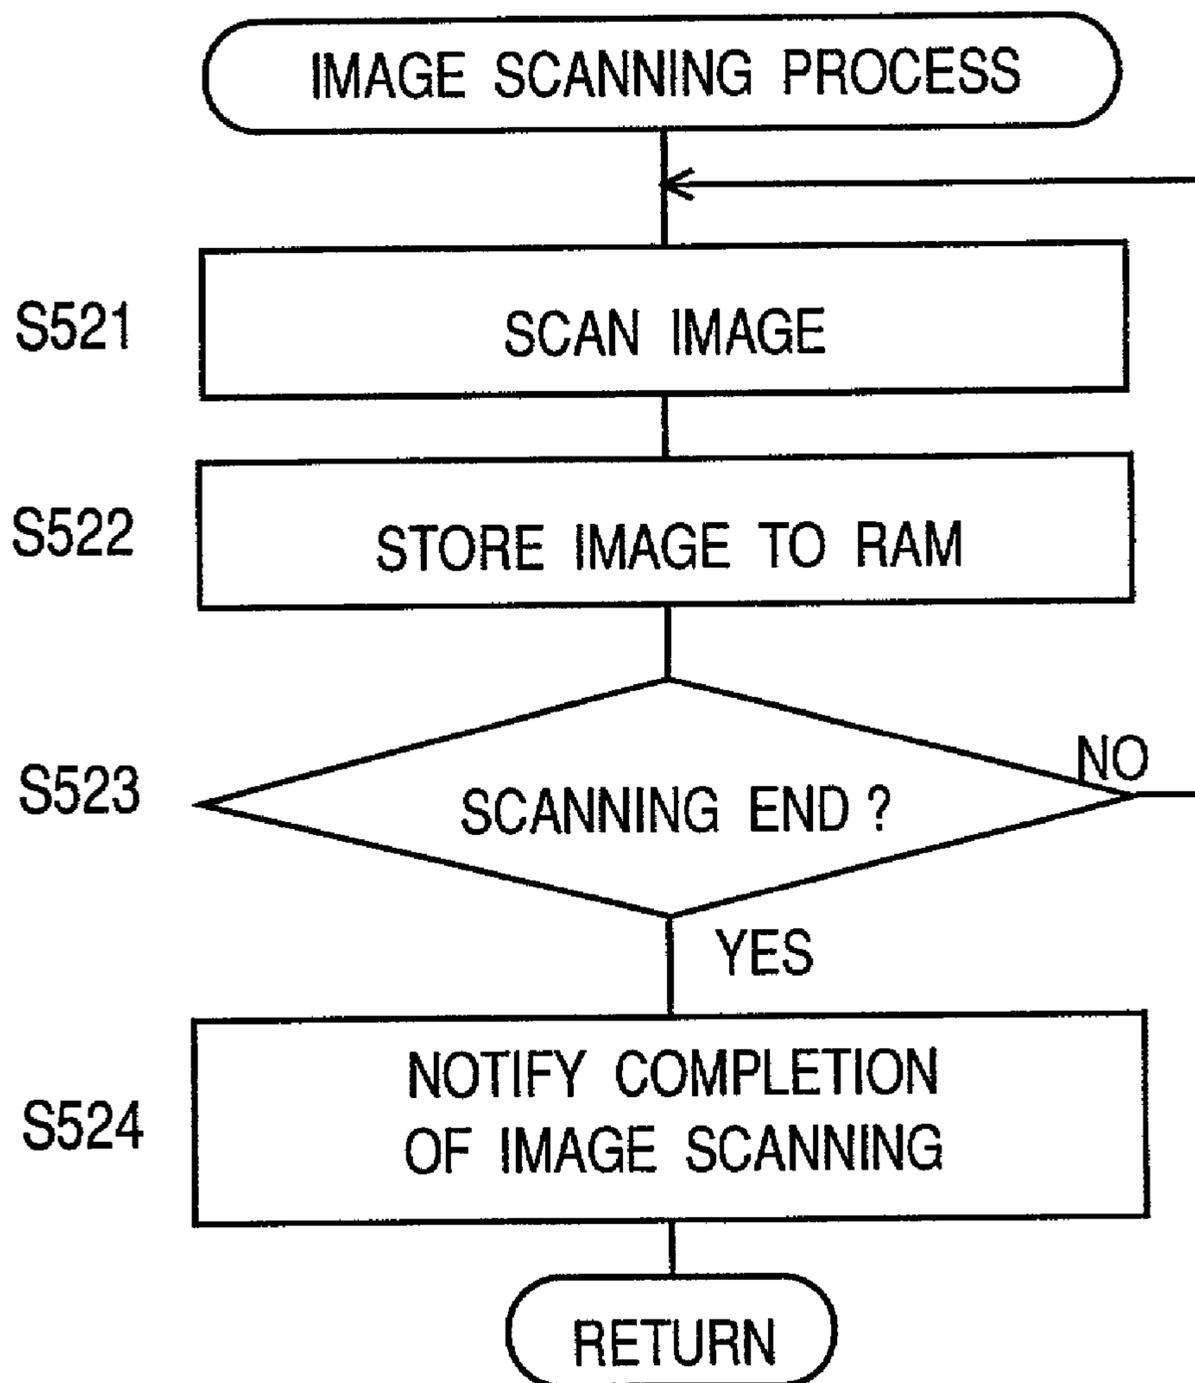 IMAGE SCANNING PROCESS
S521
SCAN IMAGE
S522
STORE IMAGE TO RAM
S523
SCANNING END ?
NO
YES
S524
NOTIFY COMPLETION
OF IMAGE SCANNING
RETURN